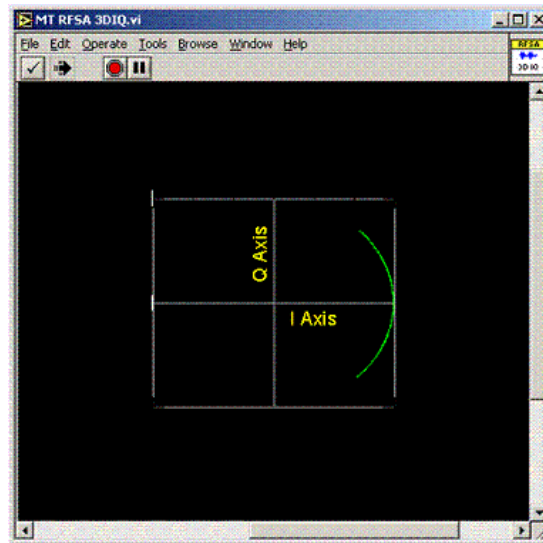 MT RFSA 3DIQ.vi
File Edit Operate Tools Browse Window Help
RFSA
3D IQ
Q Axis
I Axis